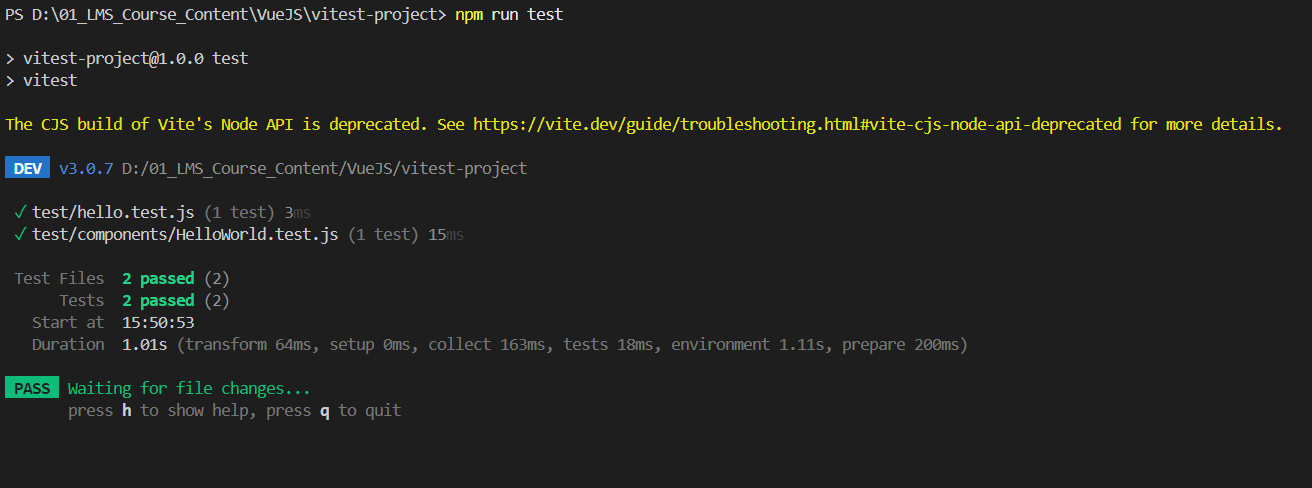 PS D:\01_LMS_Course_Content\VueJS\vitest-project> npm run test
> vitest-project@1.0.0 test
> vitest
The CJS build of Vite's Node API is deprecated. See https://vite.dev/guide/troubleshooting.html#vite-cjs-node-api-deprecated for more details.
DEV v3.0.7 D:/01_LMS_Course_Content/VueJS/vitest-project
✓ test/hello.test.js (1 test) 3ms
✓ test/components/HelloWorld.test.js (1 test) 15ms
Test Files 2 passed (2)
Tests 2 passed (2)
Start at 15:50:53
Duration 1.01s (transform 64ms, setup 0ms, collect 163ms, tests 18ms, environment 1.11s, prepare 200ms)
PASS Waiting for file changes...
press h to show help, press q to quit